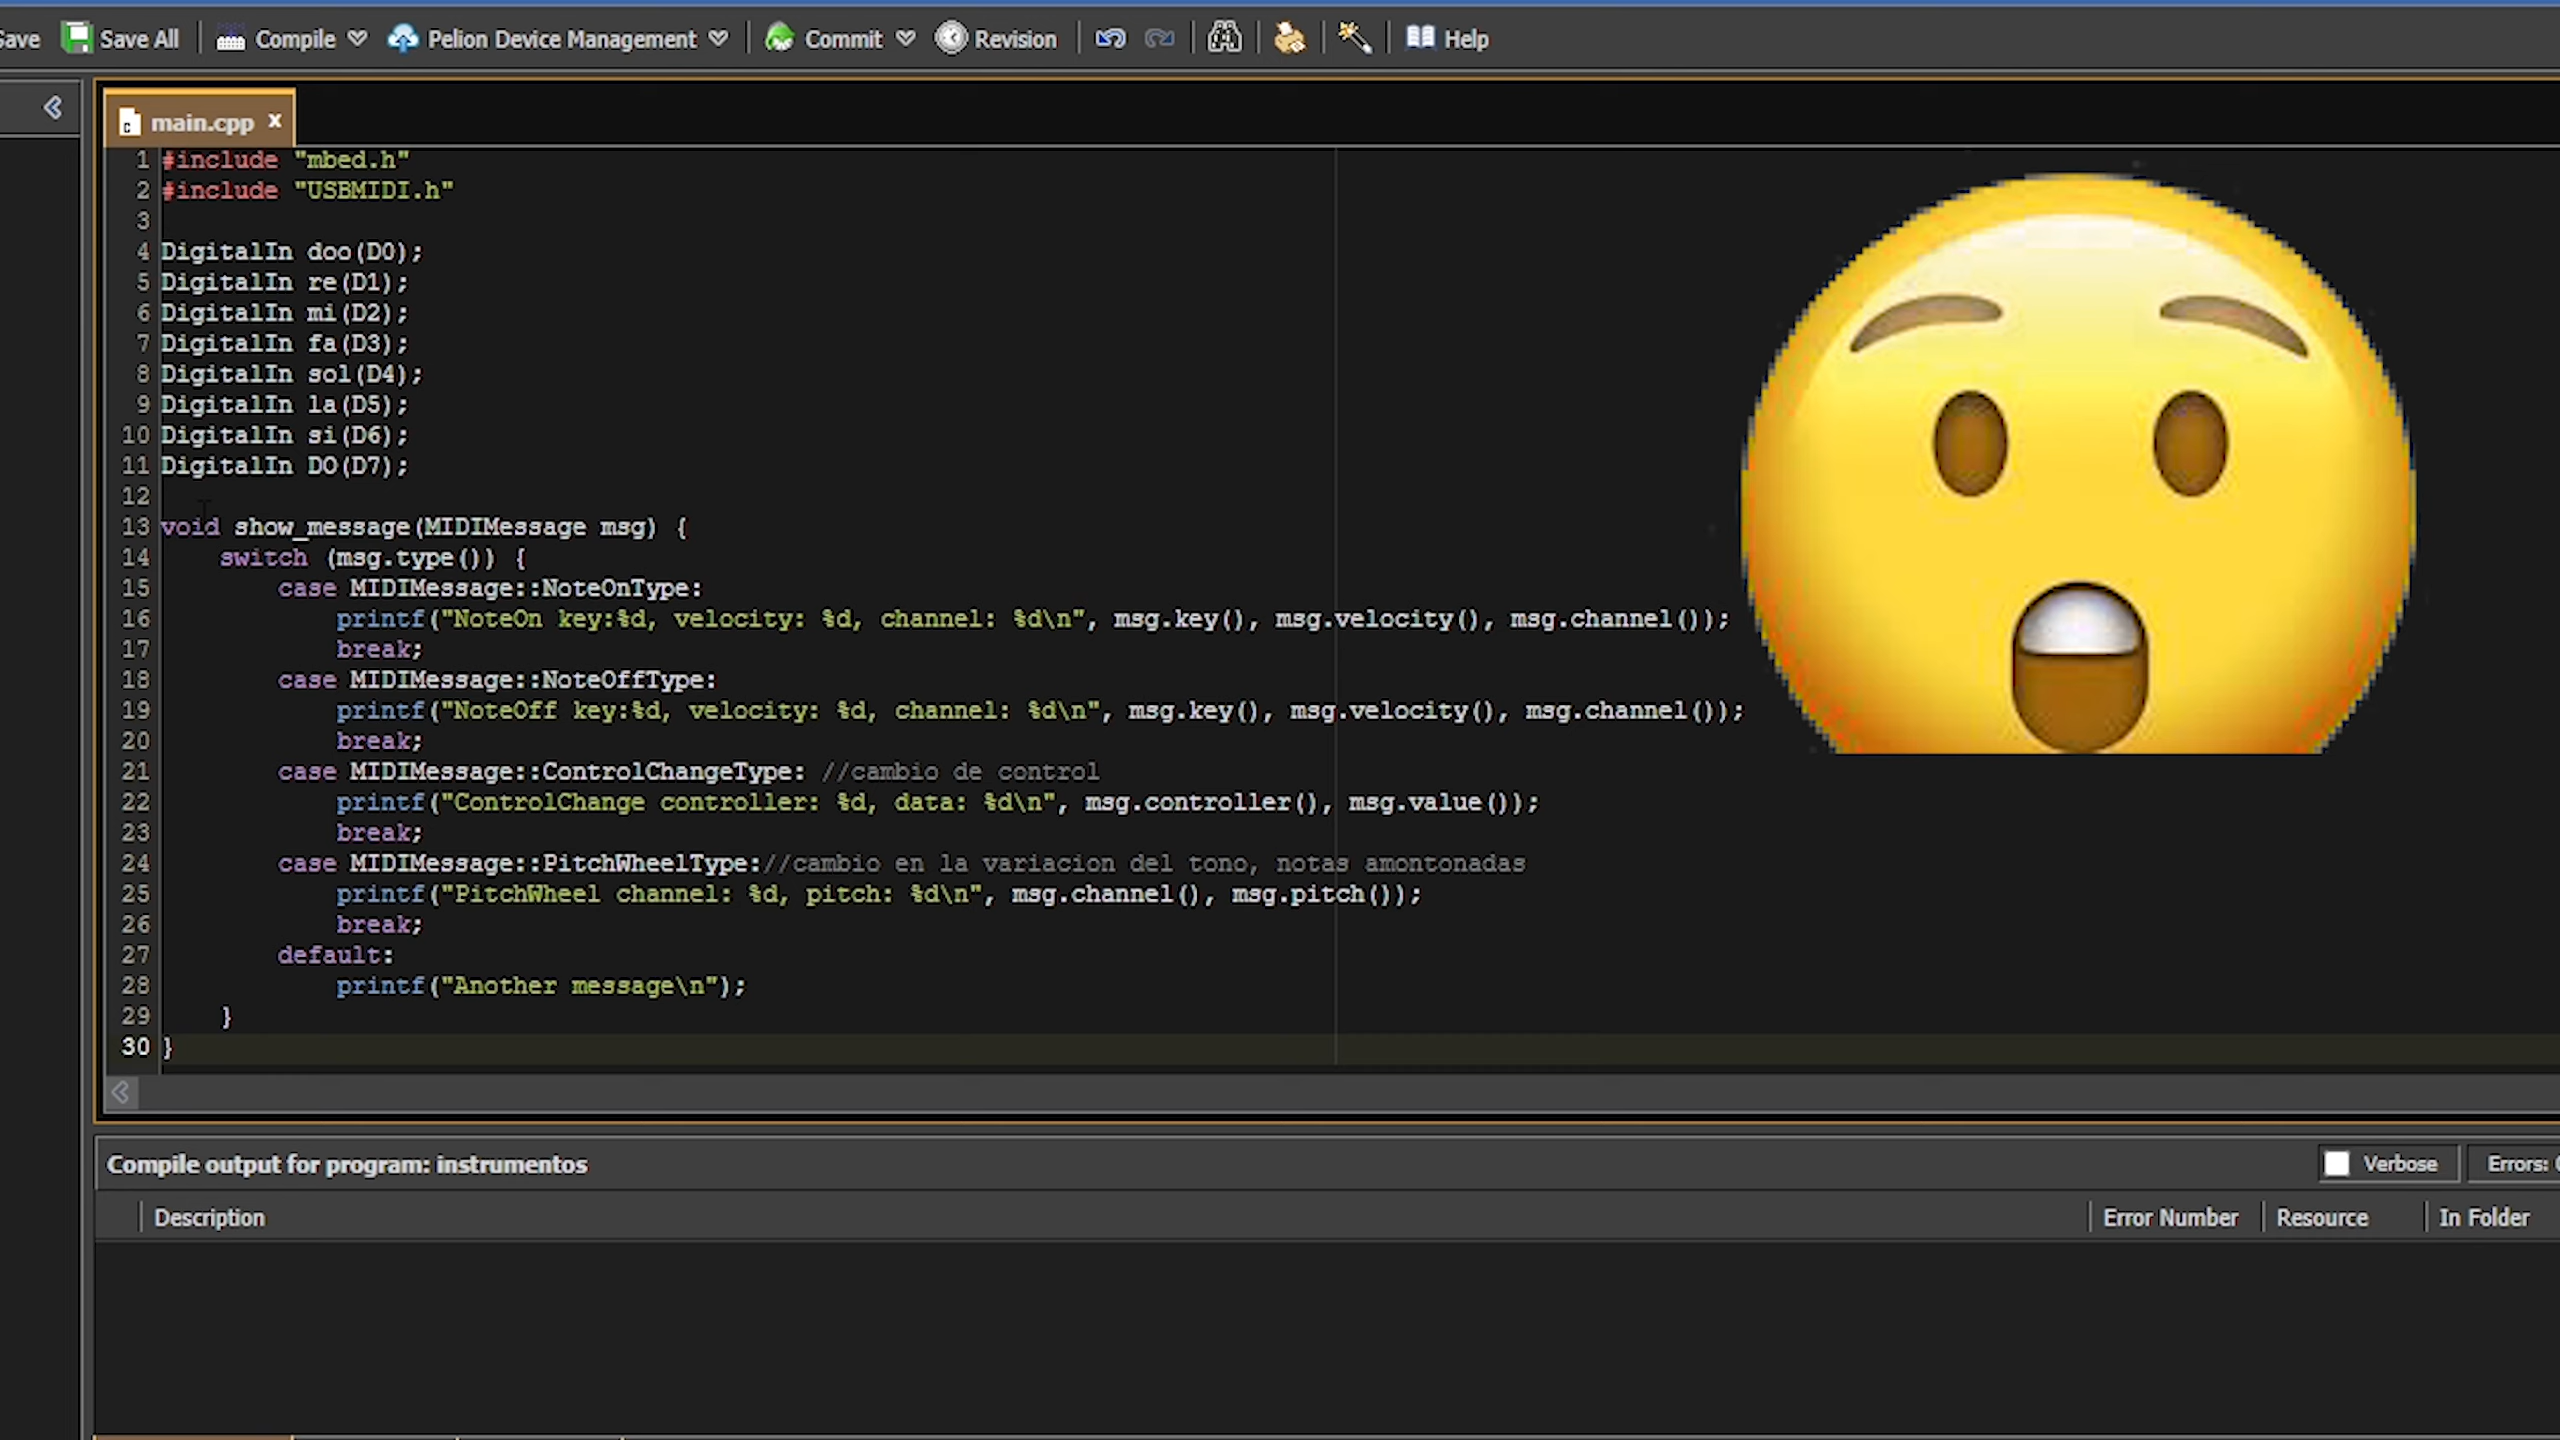 Save All Compile Pelion Device Management Commit Revision Help
main.cpp x
1 #include "mbed.h"
2 #include "USBMIDI.h"
3
4 DigitalIn doo(D0);
5 DigitalIn re(D1);
6 DigitalIn mi(D2);
7 DigitalIn fa(D3);
8 DigitalIn sol(D4);
9 DigitalIn la(D5);
10 DigitalIn si(D6);
11 DigitalIn DO(D7);
12
13 void show_message(MIDIMessage msg) {
14     switch (msg.type()) {
15         case MIDIMessage::NoteOnType:
16             printf("NoteOn key:%d, velocity: %d, channel: %d\n", msg.key(), msg.velocity(), msg.channel());
17             break;
18         case MIDIMessage::NoteOffType:
19             printf("NoteOff key:%d, velocity: %d, channel: %d\n", msg.key(), msg.velocity(), msg.channel());
20             break;
21         case MIDIMessage::ControlChangeType: //cambio de control
22             printf("ControlChange controller: %d, data: %d\n", msg.controller(), msg.value());
23             break;
24         case MIDIMessage::PitchWheelType://cambio en la variacion del tono, notas amontonadas
25             printf("PitchWheel channel: %d, pitch: %d\n", msg.channel(), msg.pitch());
26             break;
27         default:
28             printf("Another message\n");
29     }
30 }
Compile output for program: instrumentos Verbose Errors:
Description Error Number Resource In Folder